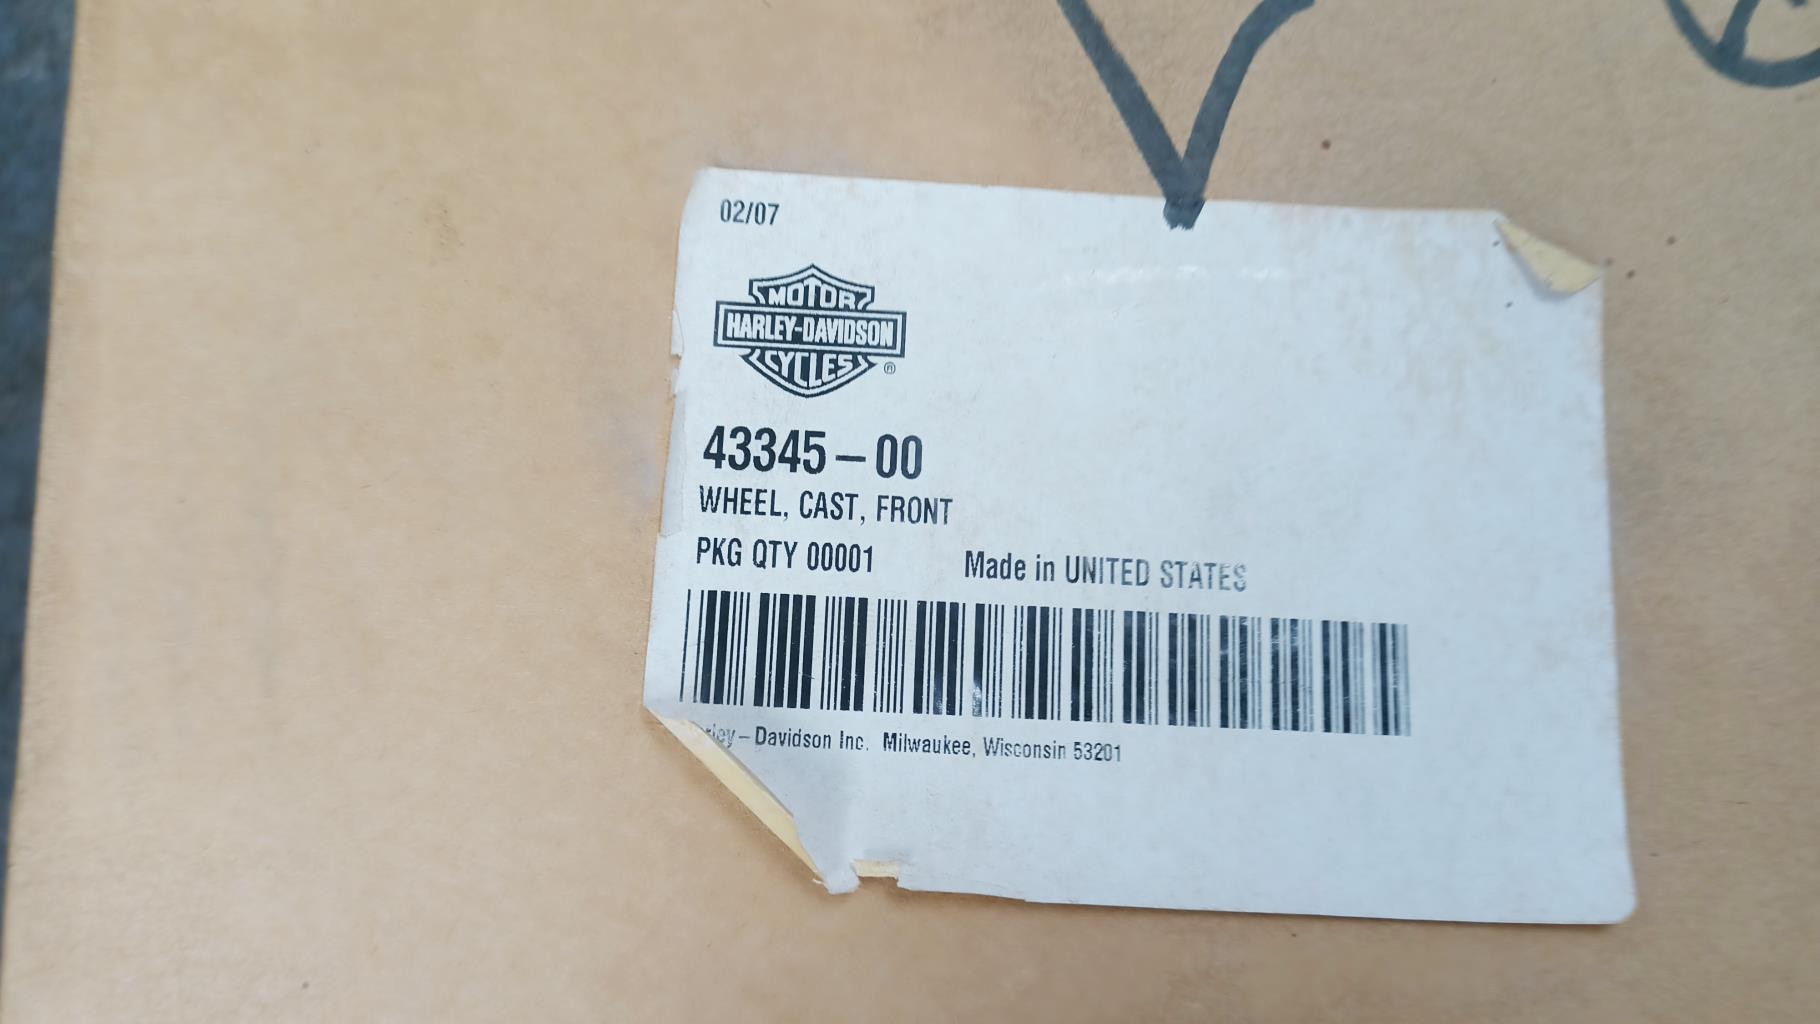 02/07
MOTOR
HARLEY-DAVIDSON
CYCLES
®
43345-00
WHEEL, CAST, FRONT
PKG QTY 00001 Made in UNITED STATES
Davidson Inc. Milwaukee, Wisconsin 53201